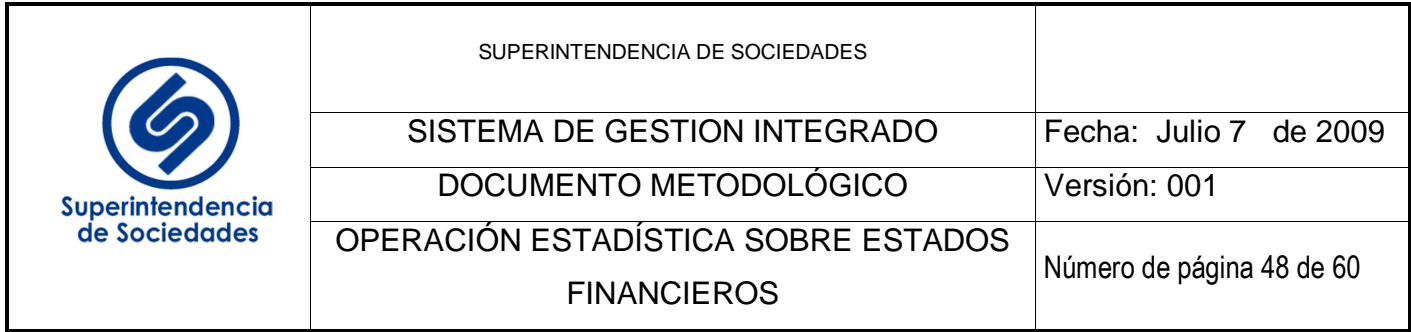 SUPERINTENDENCIA DE SOCIEDADES
SISTEMA DE GESTION INTEGRADO
Fecha: Julio 7 de 2009
DOCUMENTO METODOLÓGICO
Versión: 001
OPERACIÓN ESTADÍSTICA SOBRE ESTADOS
FINANCIEROS
Número de página 48 de 60
Superintendencia
de Sociedades